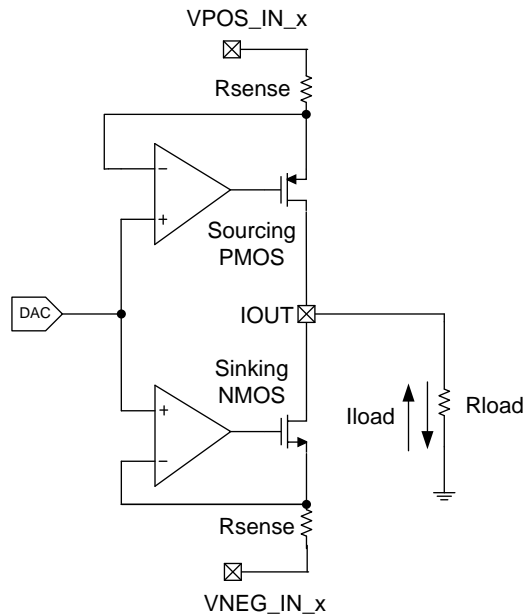 VPOS_IN_x
Rsense
−
+
Sourcing
PMOS
DAC
IOUT
Sinking
NMOS
Iload
Rload
+
−
Rsense
VNEG_IN_x